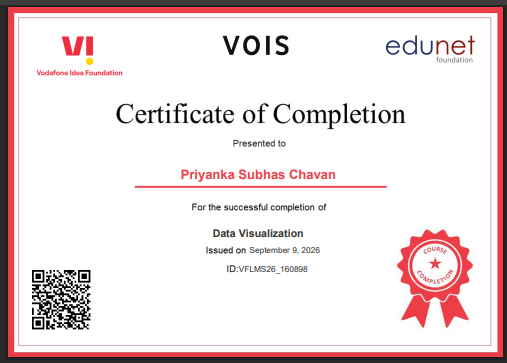 VI
Vodafone Idea Foundation
VOIS
edunet
foundation
Certificate of Completion
Presented to
Priyanka Subhas Chavan
For the successful completion of
Data Visualization
Issued on September 9, 2026
ID:VFLMS26_160898
COURSE
COMPLETION